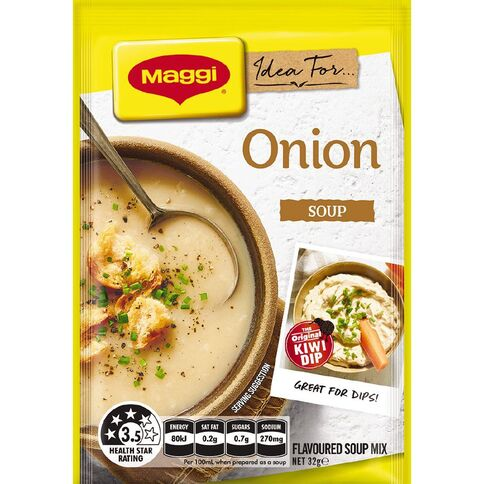 Maggi
Idea For...
Onion
SOUP
THE
Original
KIWI
DIP
GREAT FOR DIPS!
SERVING SUGGESTION
3.5
HEALTH STAR
RATING
ENERGY
80kJ
SAT FAT
0.2g
SUGARS
0.7g
SODIUM
270mg
Per 100mL when prepared as a soup
FLAVOURED SOUP MIX
NET 32g℮